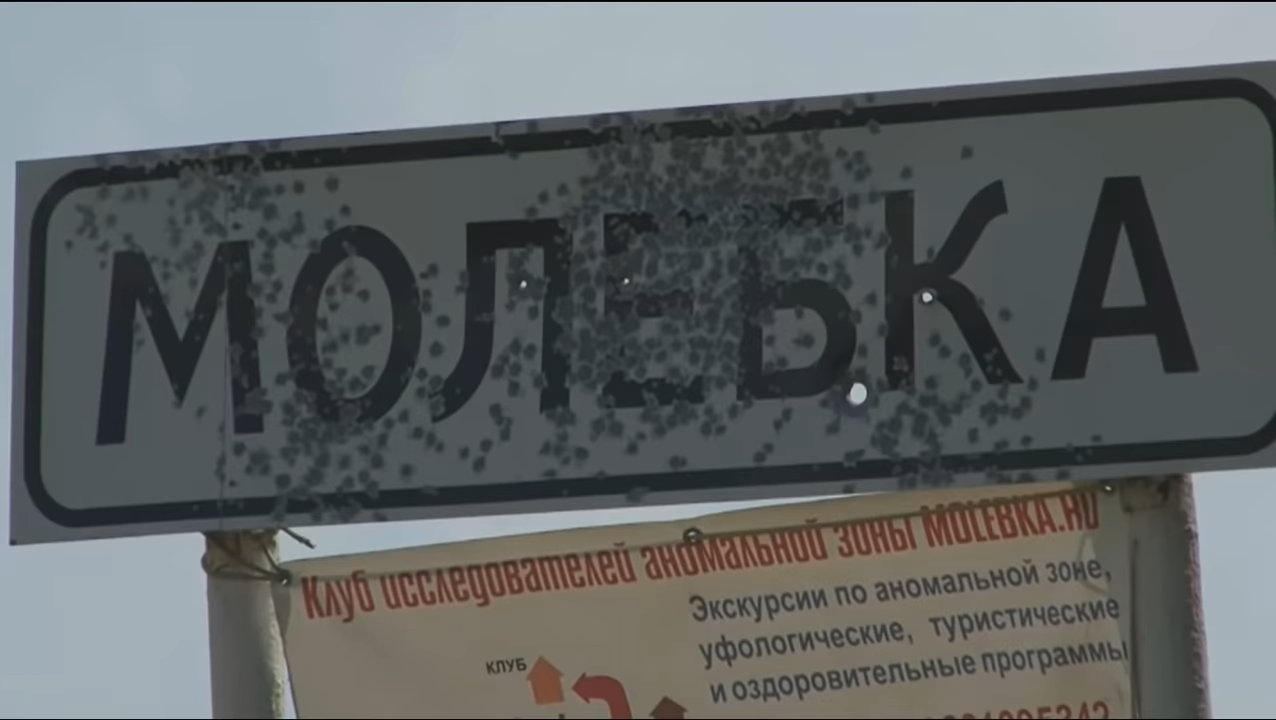 МОЛЕБКА
Клуб исследователей аномальной зоны MOLEBKA.RU
Экскурсии по аномальной зоне,
уфологические, туристические
и оздоровительные программы
КЛУБ